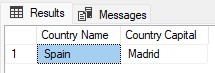 Results Messages
Country Name Country Capital
1 Spain Madrid